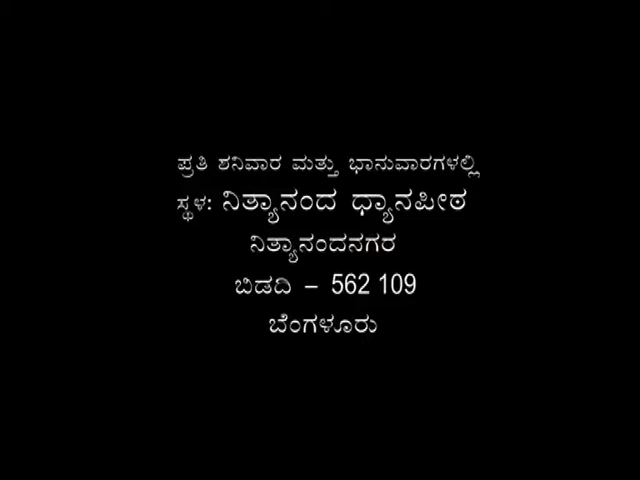 ಪ್ರತಿ ಶನಿವಾರ ಮತ್ತು ಭಾನುವಾರಗಳಲ್ಲಿ
ಸ್ಥಳ: ನಿತ್ಯಾನಂದ ಧ್ಯಾನಪೀಠ
ನಿತ್ಯಾನಂದನಗರ
ಬಿಡದಿ – 562 109
ಬೆಂಗಳೂರು